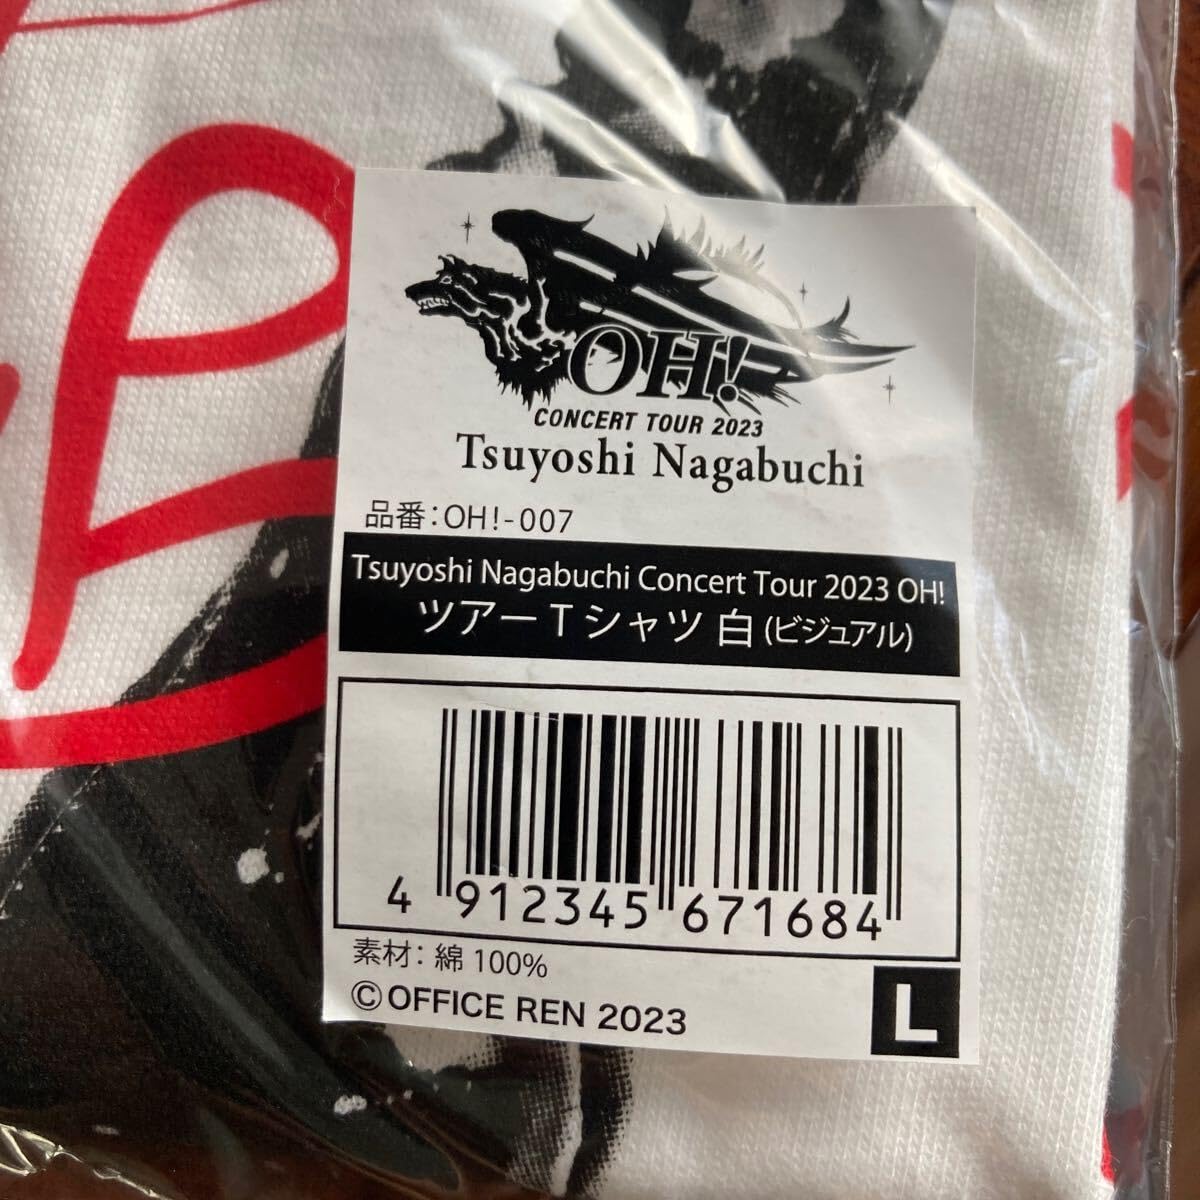 OH!
CONCERT TOUR 2023
Tsuyoshi Nagabuchi
品番：OH!-007
Tsuyoshi Nagabuchi Concert Tour 2023 OH!
ツアーTシャツ 白 (ビジュアル)
4 912345 671684
素材：綿 100%
©OFFICE REN 2023
L